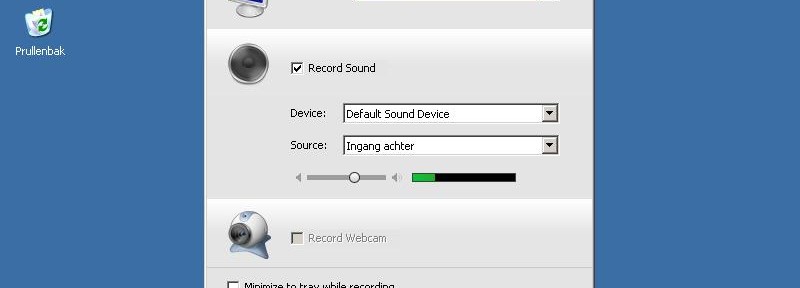 Prullenbak
Record Sound
Device: Default Sound Device
Source: Ingang achter
Record Webcam
Minimize to tray while recording